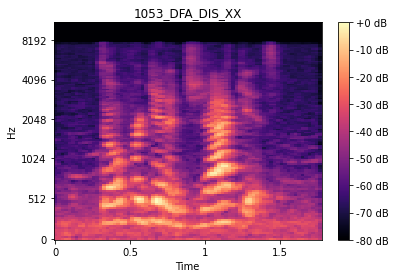 1053_DFA_DIS_XX
Hz
8192
4096
2048
1024
512
0
0
0.5
1
1.5
Time
+0 dB
-10 dB
-20 dB
-30 dB
-40 dB
-50 dB
-60 dB
-70 dB
-80 dB